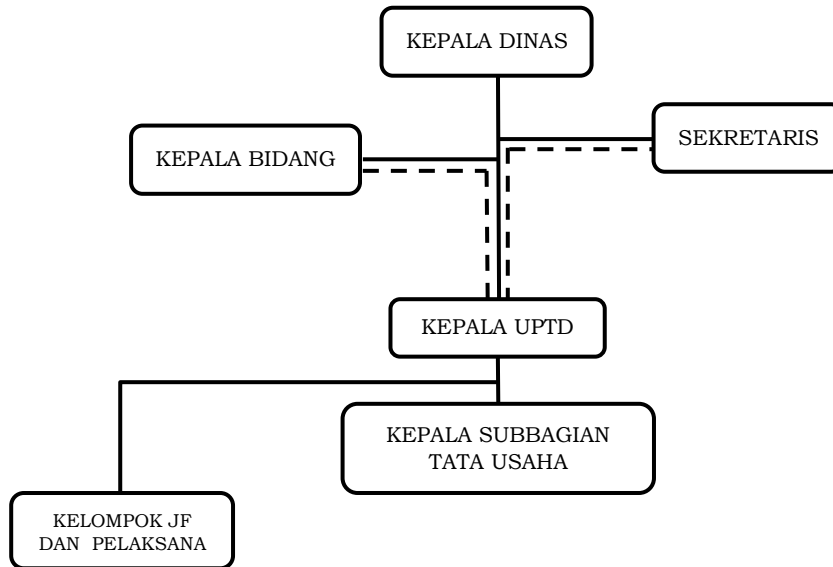 KEPALA DINAS
SEKRETARIS
KEPALA BIDANG
KEPALA UPTD
KEPALA SUBBAGIAN
TATA USAHA
KELOMPOK JF
DAN PELAKSANA